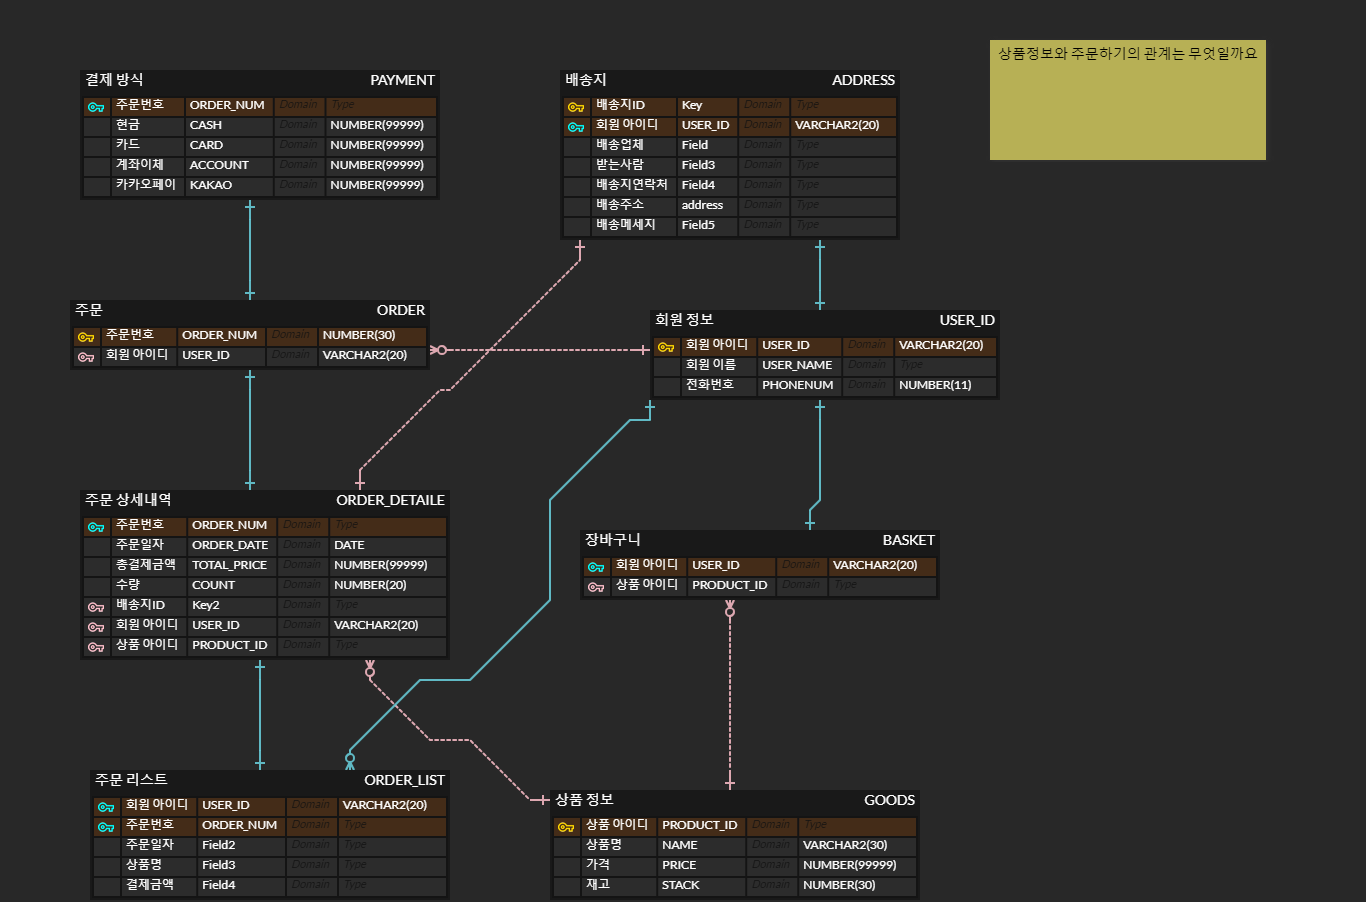 상품정보와 주문하기의 관계는 무엇일까요
결제 방식 PAYMENT
주문번호 ORDER_NUM Domain Type
현금 CASH Domain NUMBER(99999)
카드 CARD Domain NUMBER(99999)
계좌이체 ACCOUNT Domain NUMBER(99999)
카카오페이 KAKAO Domain NUMBER(99999)
배송지 ADDRESS
배송지ID Key Domain Type
회원 아이디 USER_ID Domain VARCHAR2(20)
배송업체 Field Domain Type
받는사람 Field3 Domain Type
배송지연락처 Field4 Domain Type
배송주소 address Domain Type
배송메세지 Field5 Domain Type
주문 ORDER
주문번호 ORDER_NUM Domain NUMBER(30)
회원 아이디 USER_ID Domain VARCHAR2(20)
회원 정보 USER_ID
회원 아이디 USER_ID Domain VARCHAR2(20)
회원 이름 USER_NAME Domain Type
전화번호 PHONENUM Domain NUMBER(11)
주문 상세내역 ORDER_DETAILE
주문번호 ORDER_NUM Domain Type
주문일자 ORDER_DATE Domain DATE
총결제금액 TOTAL_PRICE Domain NUMBER(99999)
수량 COUNT Domain NUMBER(20)
배송지ID Key2 Domain Type
회원 아이디 USER_ID Domain VARCHAR2(20)
상품 아이디 PRODUCT_ID Domain Type
장바구니 BASKET
회원 아이디 USER_ID Domain VARCHAR2(20)
상품 아이디 PRODUCT_ID Domain Type
주문 리스트 ORDER_LIST
회원 아이디 USER_ID Domain VARCHAR2(20)
주문번호 ORDER_NUM Domain Type
주문일자 Field2 Domain Type
상품명 Field3 Domain Type
결제금액 Field4 Domain Type
상품 정보 GOODS
상품 아이디 PRODUCT_ID Domain Type
상품명 NAME Domain VARCHAR2(30)
가격 PRICE Domain NUMBER(99999)
재고 STACK Domain NUMBER(30)